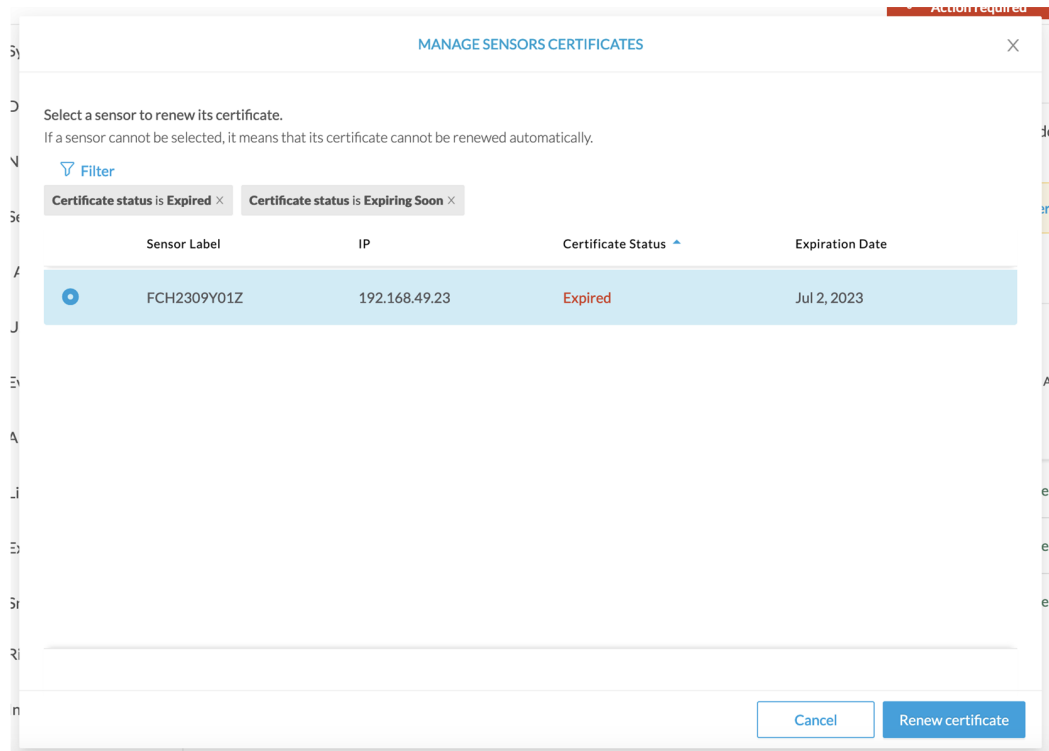 Action required
MANAGE SENSORS CERTIFICATES
Select a sensor to renew its certificate.
If a sensor cannot be selected, it means that its certificate cannot be renewed automatically.
Filter
Certificate status is Expired × Certificate status is Expiring Soon ×
Sensor Label IP Certificate Status Expiration Date
FCH2309Y01Z 192.168.49.23 Expired Jul 2, 2023
Cancel Renew certificate